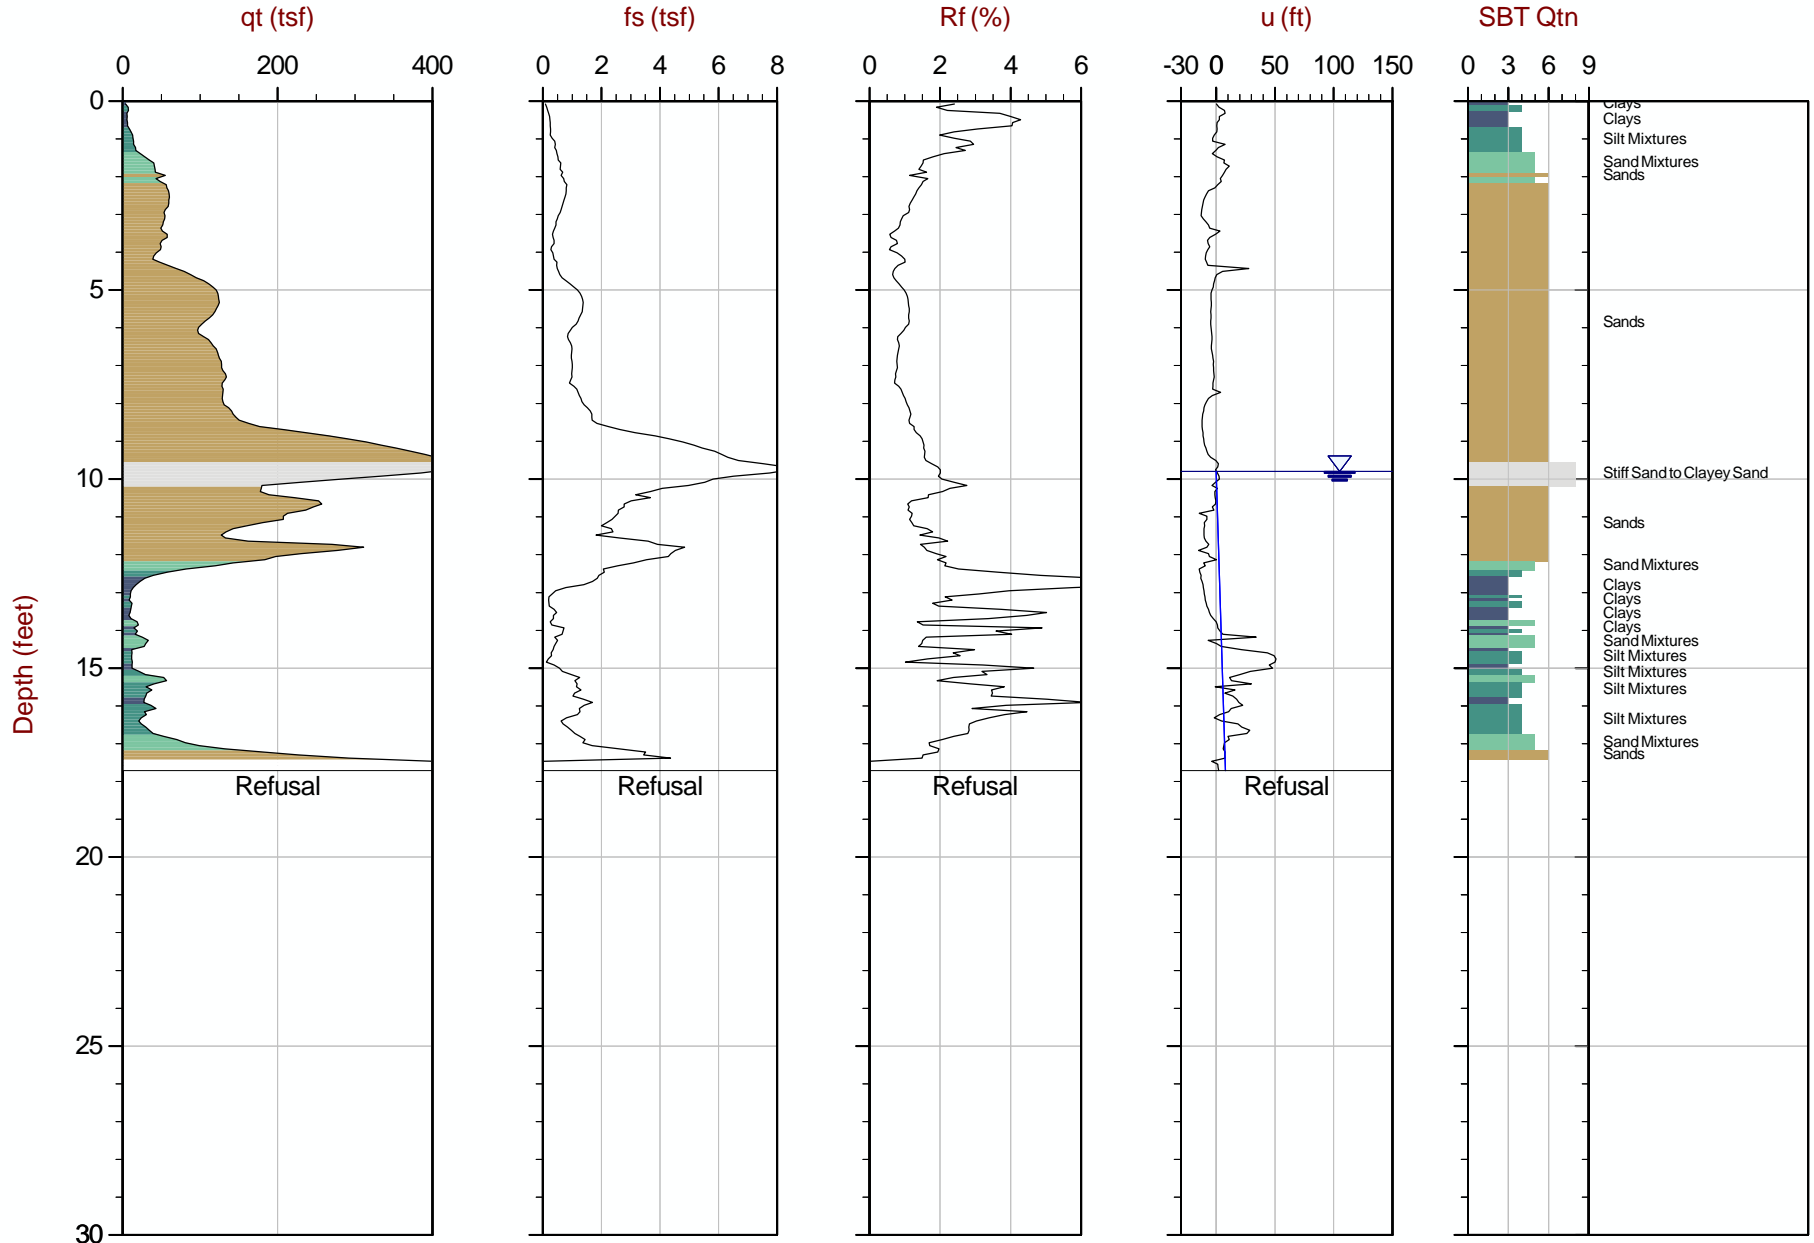 qt (tsf) fs (tsf) Rf (%) u (ft) SBT Qtn
0 200 400 0 2 4 6 8 0 2 4 6 -30 0 50 100 150 0 3 6 9
0
Clays
Clays
Silt Mixtures
Sand Mixtures
Sands
5
Sands
10
Stiff Sand to Clayey Sand
Sands
Sand Mixtures
Clays
Clays
Clays
Clays
Sand Mixtures
Silt Mixtures
15
Silt Mixtures
Silt Mixtures
Silt Mixtures
Sand Mixtures
Sands
Refusal Refusal Refusal Refusal
20
25
30
Depth (feet)